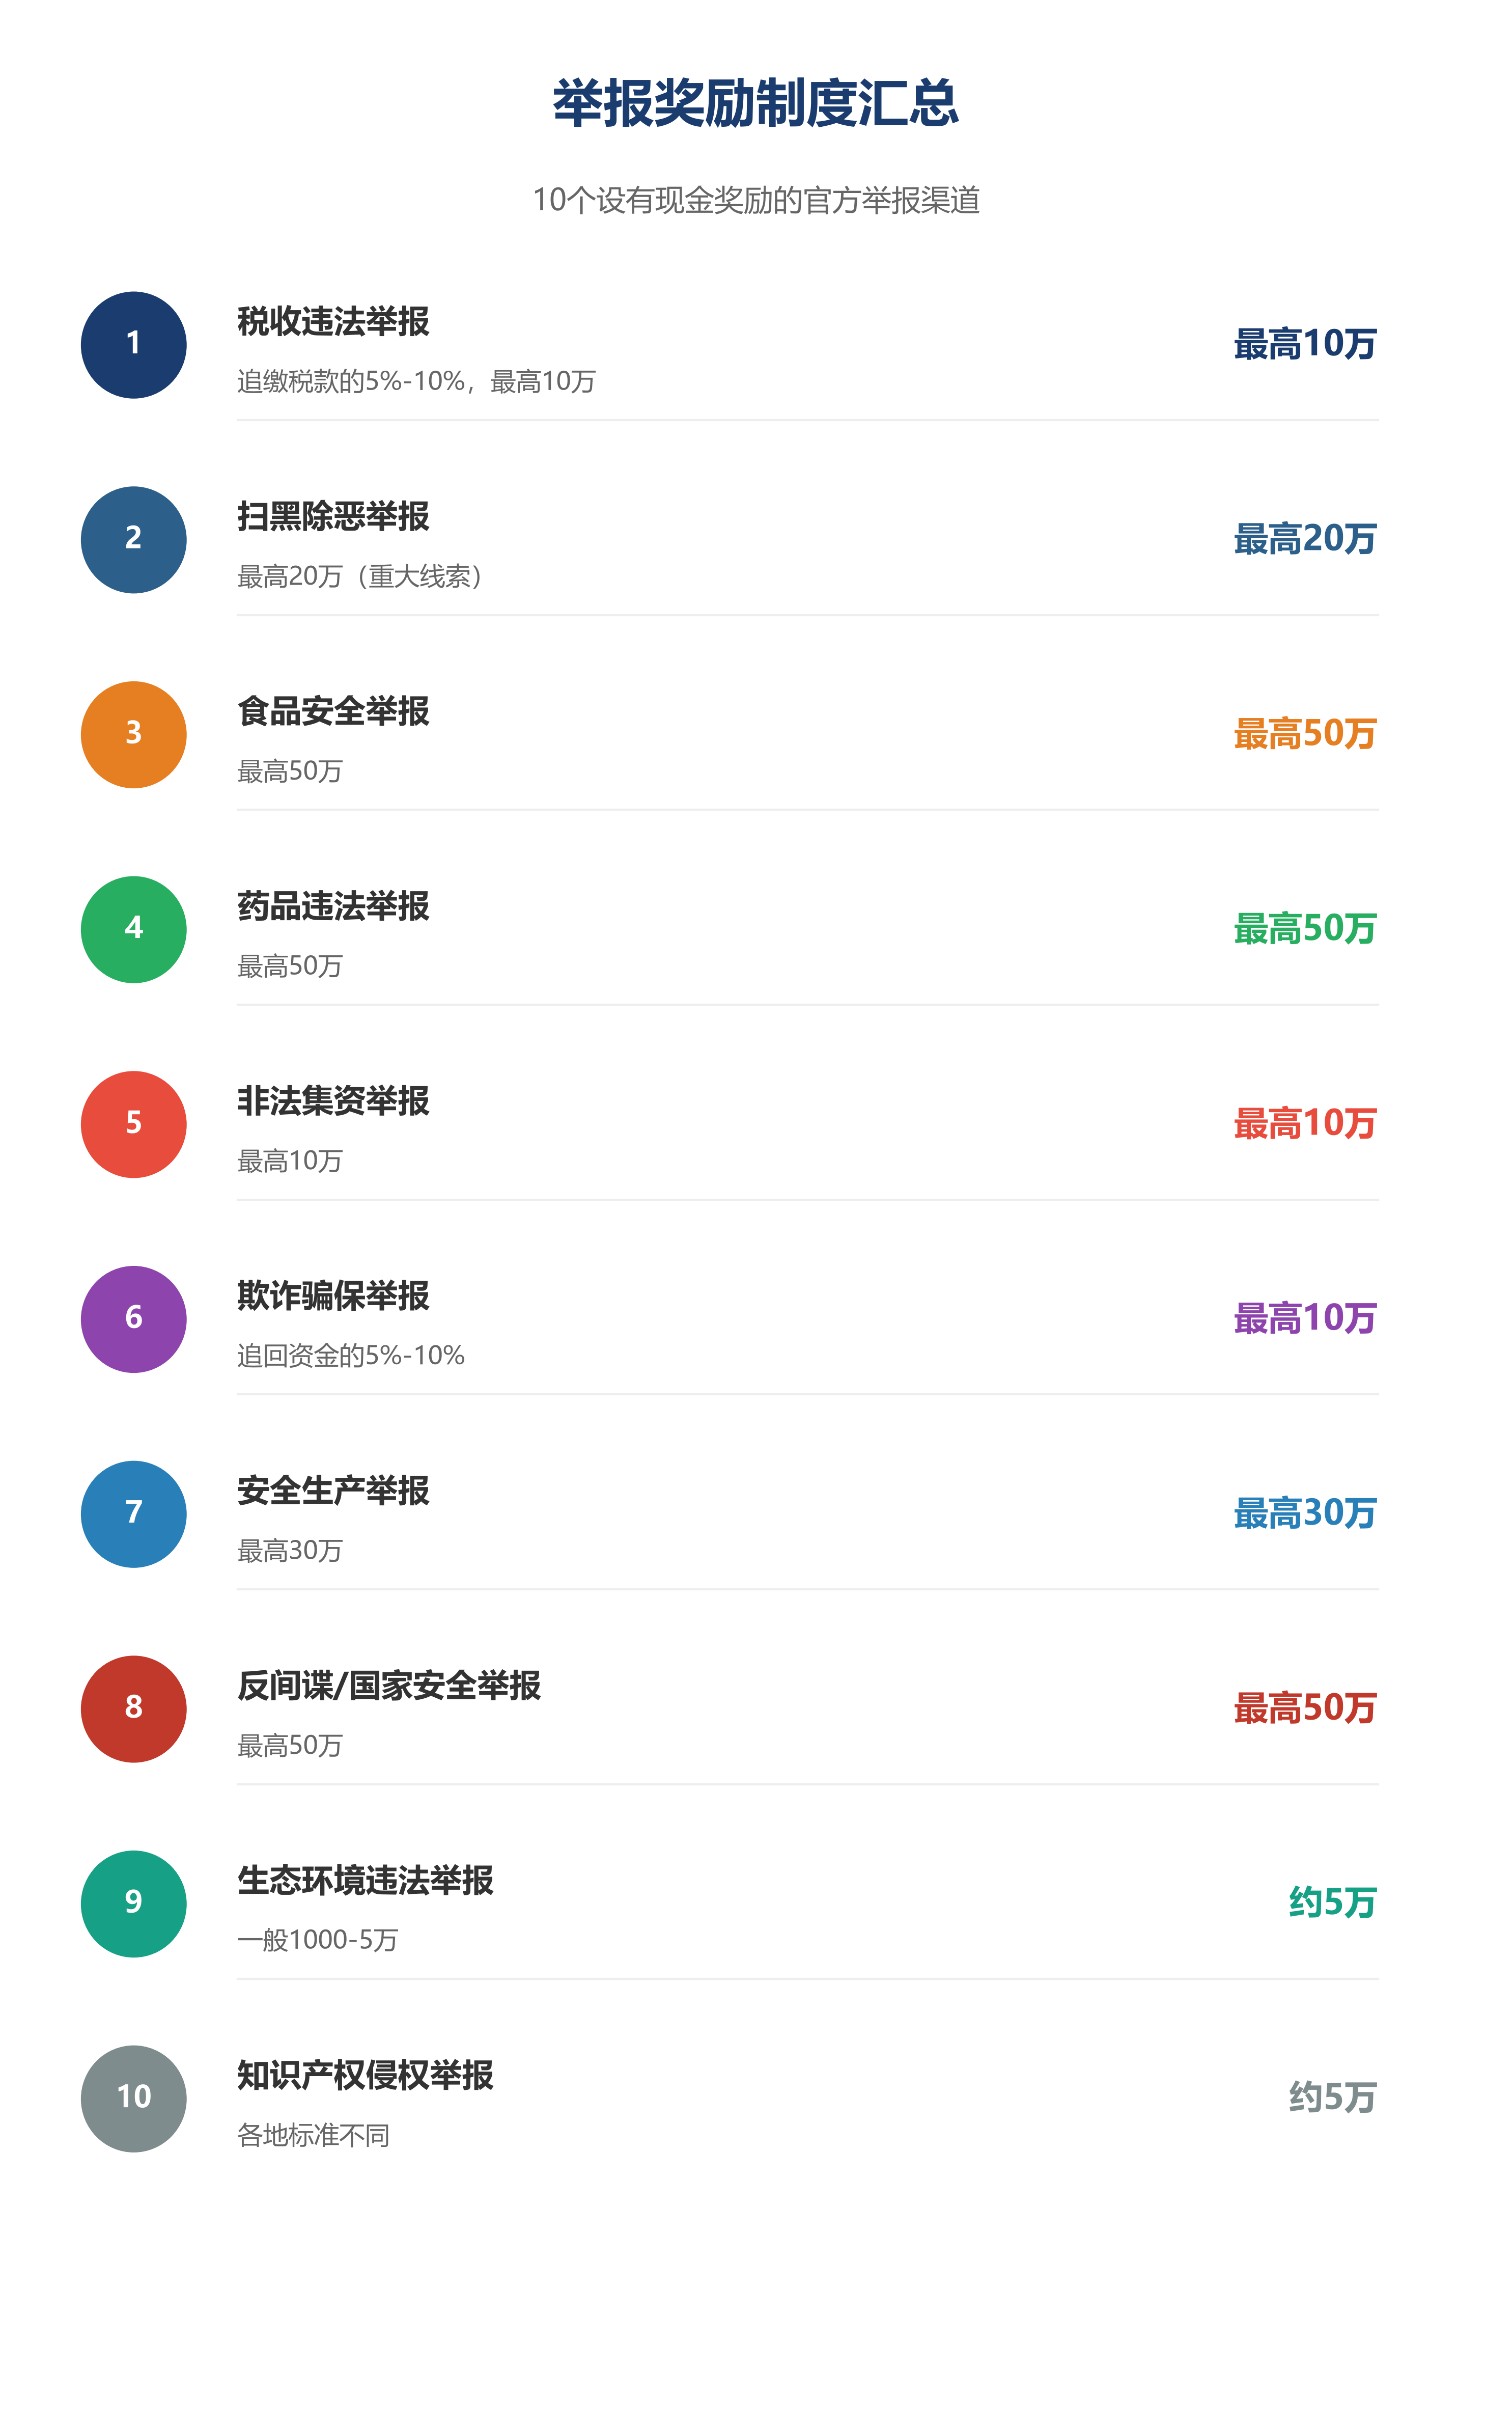 举报奖励制度汇总
10个设有现金奖励的官方举报渠道
1
税收违法举报
追缴税款的5%-10%，最高10万
最高10万
2
扫黑除恶举报
最高20万（重大线索）
最高20万
3
食品安全举报
最高50万
最高50万
4
药品违法举报
最高50万
最高50万
5
非法集资举报
最高10万
最高10万
6
欺诈骗保举报
追回资金的5%-10%
最高10万
7
安全生产举报
最高30万
最高30万
8
反间谍/国家安全举报
最高50万
最高50万
9
生态环境违法举报
一般1000-5万
约5万
10
知识产权侵权举报
各地标准不同
约5万